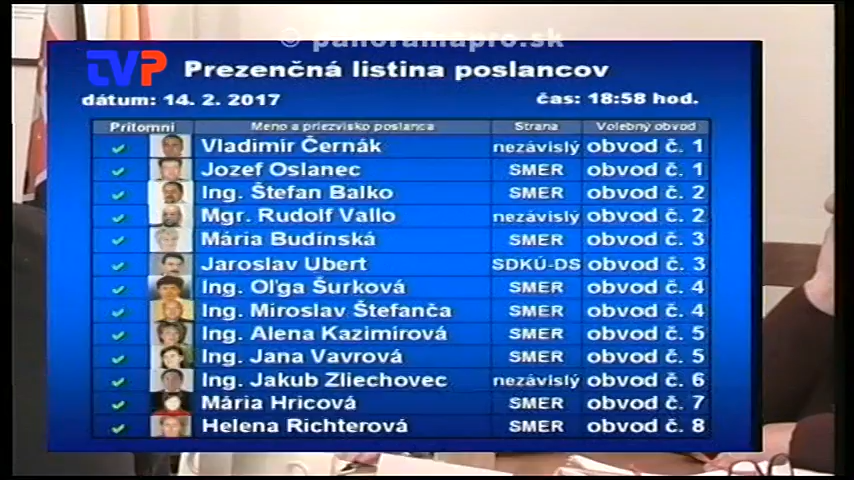 © panoramapro.sk
TVP Prezenčná listina poslancov
dátum: 14. 2. 2017 čas: 18:58 hod.
Prítomní Meno a priezvisko poslanca Strana Volebný obvod
Vladimír Černák nezávislý obvod č. 1
Jozef Oslanec SMER obvod č. 1
Ing. Štefan Balko SMER obvod č. 2
Mgr. Rudolf Vallo nezávislý obvod č. 2
Mária Budinská SMER obvod č. 3
Jaroslav Ubert SDKÚ-DS obvod č. 3
Ing. Oľga Šurková SMER obvod č. 4
Ing. Miroslav Štefanča SMER obvod č. 4
Ing. Alena Kazimírová SMER obvod č. 5
Ing. Jana Vavrová SMER obvod č. 5
Ing. Jakub Zliechovec nezávislý obvod č. 6
Mária Hricová SMER obvod č. 7
Helena Richterová SMER obvod č. 8